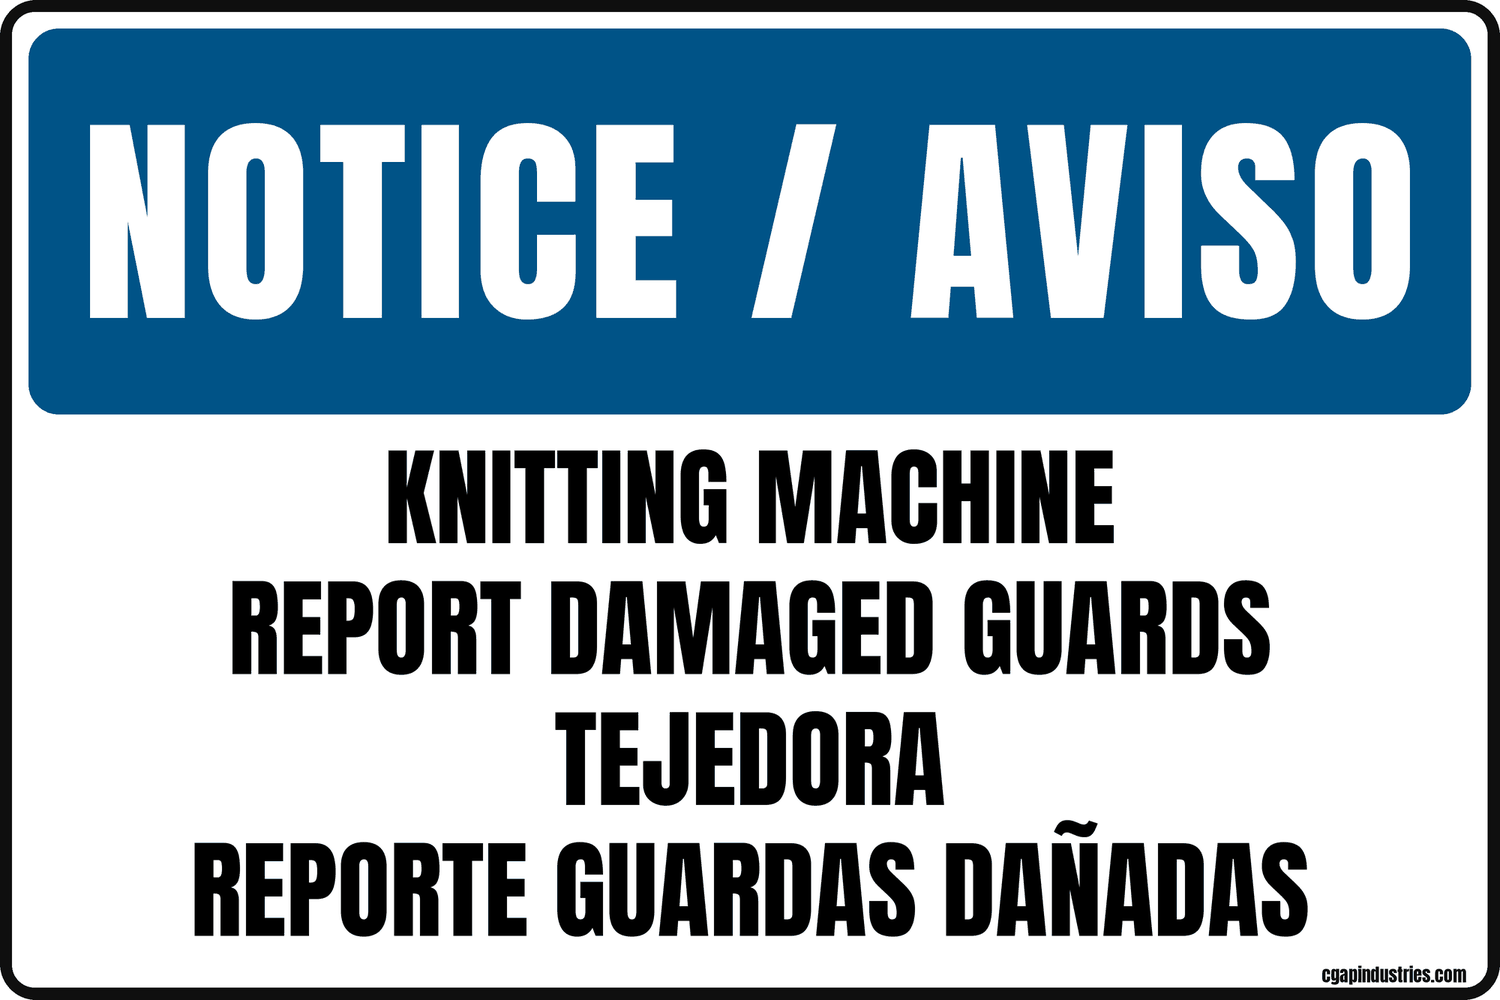 NOTICE / AVISO
KNITTING MACHINE
REPORT DAMAGED GUARDS
TEJEDORA
REPORTE GUARDAS DAÑADAS
cgapindustries.com